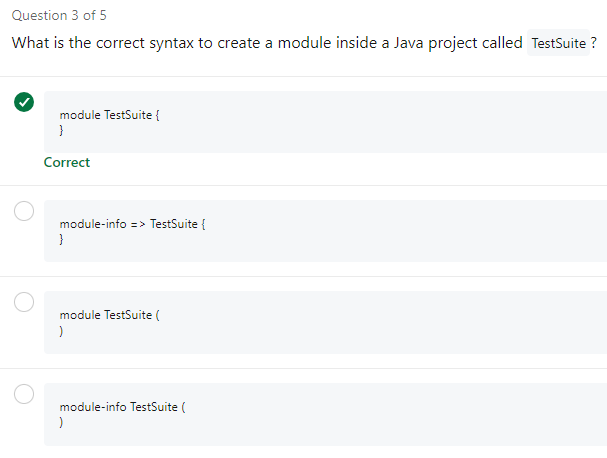 Question 3 of 5
What is the correct syntax to create a module inside a Java project called TestSuite ?
module TestSuite {
}
Correct
module-info => TestSuite {
}
module TestSuite (
)
module-info TestSuite (
)